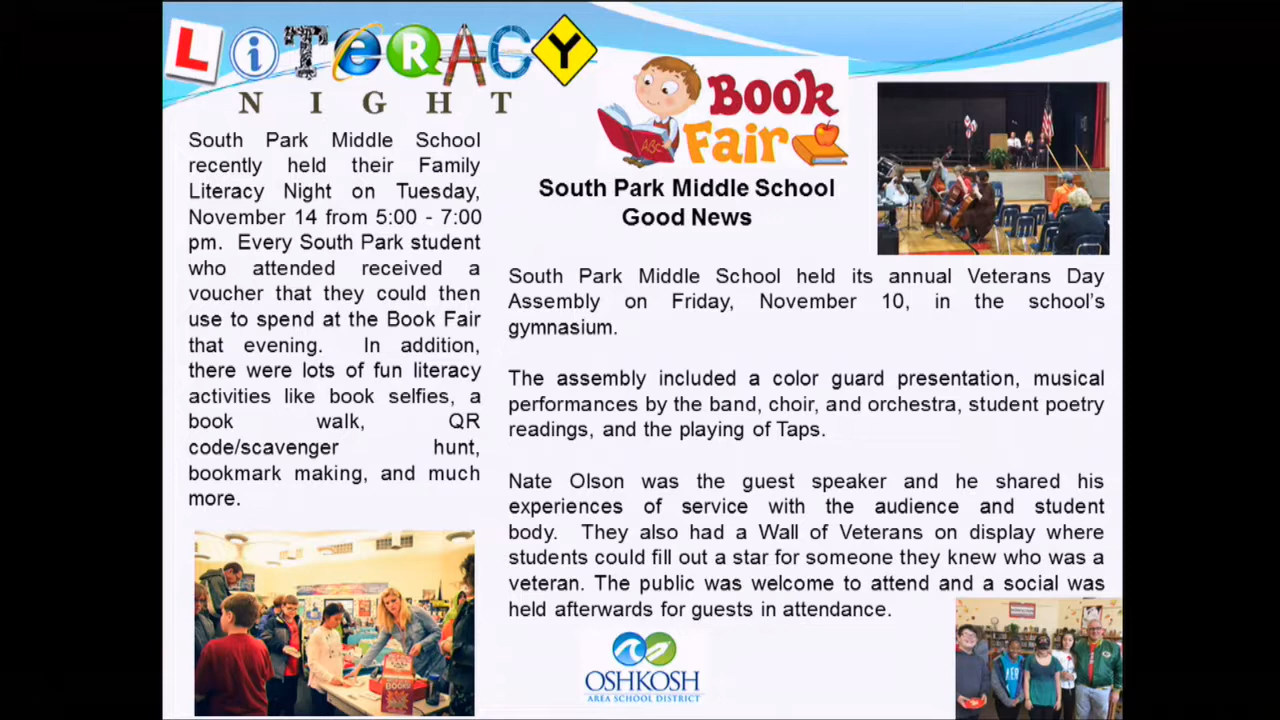 LiTeRACY
NIGHT
South Park Middle School
recently held their Family
Literacy Night on Tuesday,
November 14 from 5:00 - 7:00
pm. Every South Park student
who attended received a
voucher that they could then
use to spend at the Book Fair
that evening. In addition,
there were lots of fun literacy
activities like book selfies, a
book walk, QR
code/scavenger hunt,
bookmark making, and much
more.
Book
Fair
ABC
South Park Middle School
Good News
South Park Middle School held its annual Veterans Day
Assembly on Friday, November 10, in the school's
gymnasium.
The assembly included a color guard presentation, musical
performances by the band, choir, and orchestra, student poetry
readings, and the playing of Taps.
Nate Olson was the guest speaker and he shared his
experiences of service with the audience and student
body. They also had a Wall of Veterans on display where
students could fill out a star for someone they knew who was a
veteran. The public was welcome to attend and a social was
held afterwards for guests in attendance.
OSHKOSH
AREA SCHOOL DISTRICT